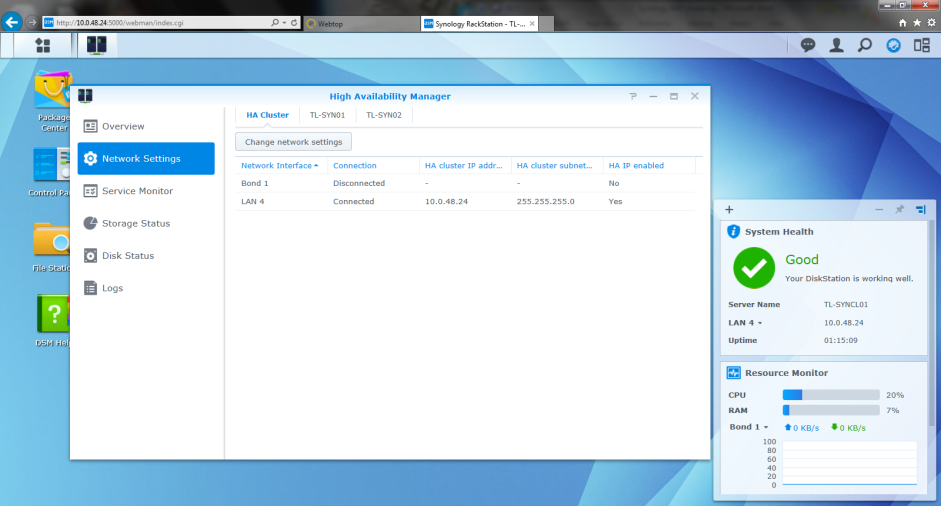 http://10.0.48.24:5000/webman/index.cgi
Webtop
Synology RackStation - TL-...
Package Center
Control Pa
File Statio
DSM Hel
High Availability Manager
Overview
Network Settings
Service Monitor
Storage Status
Disk Status
Logs
HA Cluster TL-SYN01 TL-SYN02
Change network settings
Network Interface Connection HA cluster IP addr... HA cluster subnet... HA IP enabled
Bond 1 Disconnected - - No
LAN 4 Connected 10.0.48.24 255.255.255.0 Yes
System Health
Good
Your DiskStation is working well.
Server Name TL-SYNCL01
LAN 4 10.0.48.24
Uptime 01:15:09
Resource Monitor
CPU 20%
RAM 7%
Bond 1 0 KB/s 0 KB/s
100
80
60
40
20
0